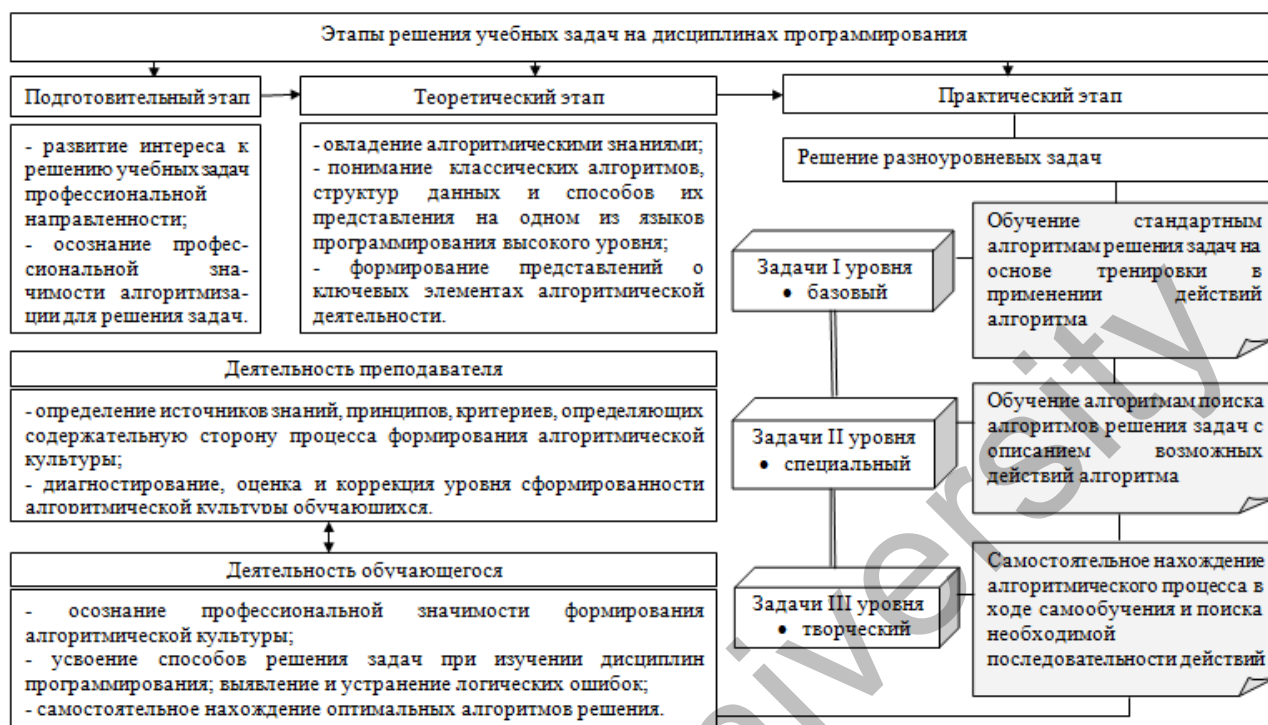 Этапы решения учебных задач на дисциплинах программирования
Подготовительный этап
Теоретический этап
Практический этап
- развитие интереса к
решению учебных задач
профессиональной
направленности;
- осознание профес-
сиональной зна-
чимости алгоритмиза-
ции для решения задач.
- овладение алгоритмическими знаниями;
- понимание классических алгоритмов,
структур данных и способов их
представления на одном из языков
программирования высокого уровня;
- формирование представлений о
ключевых элементах алгоритмической
деятельности.
Решение разноуровневых задач
Задачи I уровня
• базовый
Обучение стандартным
алгоритмам решения задач на
основе тренировки в
применении действий
алгоритма
Деятельность преподавателя
- определение источников знаний, принципов, критериев, определяющих
содержательную сторону процесса формирования алгоритмической
культуры;
- диагностирование, оценка и коррекция уровня сформированности
алгоритмической культуры обучающихся.
Задачи II уровня
• специальный
Обучение алгоритмам поиска
алгоритмов решения задач с
описанием возможных
действий алгоритма
Деятельность обучающегося
- осознание профессиональной значимости формирования
алгоритмической культуры;
- усвоение способов решения задач при изучении дисциплин
программирования; выявление и устранение логических ошибок;
- самостоятельное нахождение оптимальных алгоритмов решения.
Задачи III уровня
• творческий
Самостоятельное нахождение
алгоритмического процесса в
ходе самообучения и поиска
необходимой
последовательности действий
University